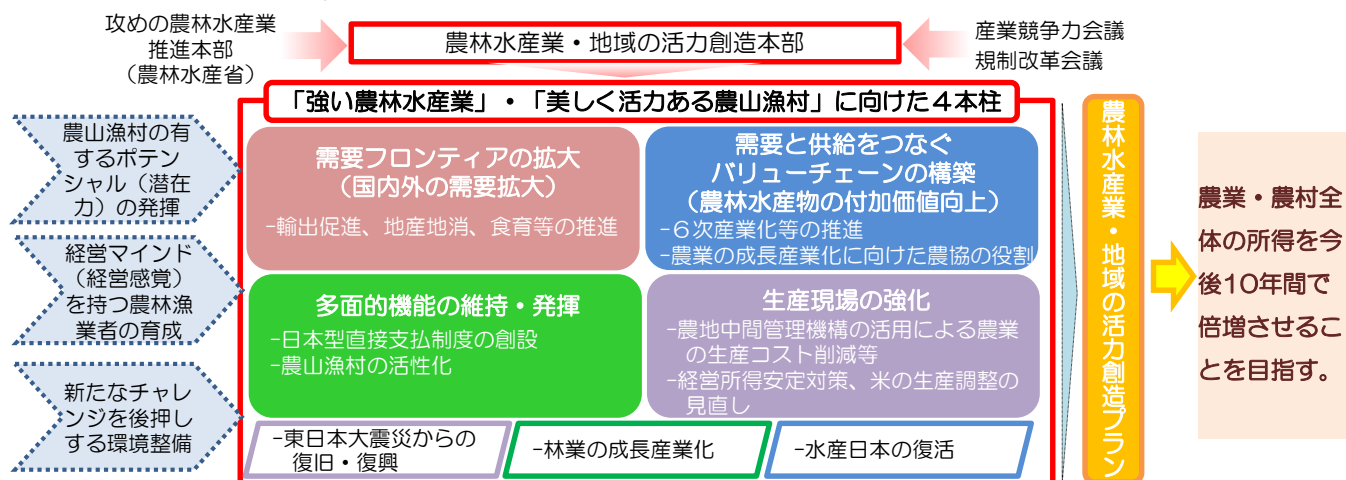 攻めの農林水産業
推進本部
（農林水産省）
農林水産業・地域の活力創造本部
産業競争力会議
規制改革会議
「強い農林水産業」・「美しく活力ある農山漁村」に向けた４本柱
農山漁村の有
するポテン
シャル（潜在
力）の発揮
経営マインド
（経営感覚）
を持つ農林漁
業者の育成
新たなチャレ
ンジを後押し
する環境整備
需要フロンティアの拡大
（国内外の需要拡大）
-輸出促進、地産地消、食育等の推進
需要と供給をつなぐ
バリューチェーンの構築
（農林水産物の付加価値向上）
-６次産業化等の推進
-農業の成長産業化に向けた農協の役割
多面的機能の維持・発揮
-日本型直接支払制度の創設
-農山漁村の活性化
生産現場の強化
-農地中間管理機構の活用による農業
の生産コスト削減等
-経営所得安定対策、米の生産調整の
見直し
-東日本大震災からの
復旧・復興
-林業の成長産業化
-水産日本の復活
農林水産業・地域の活力創造プラン
農業・農村全
体の所得を今
後10年間で
倍増させるこ
とを目指す。